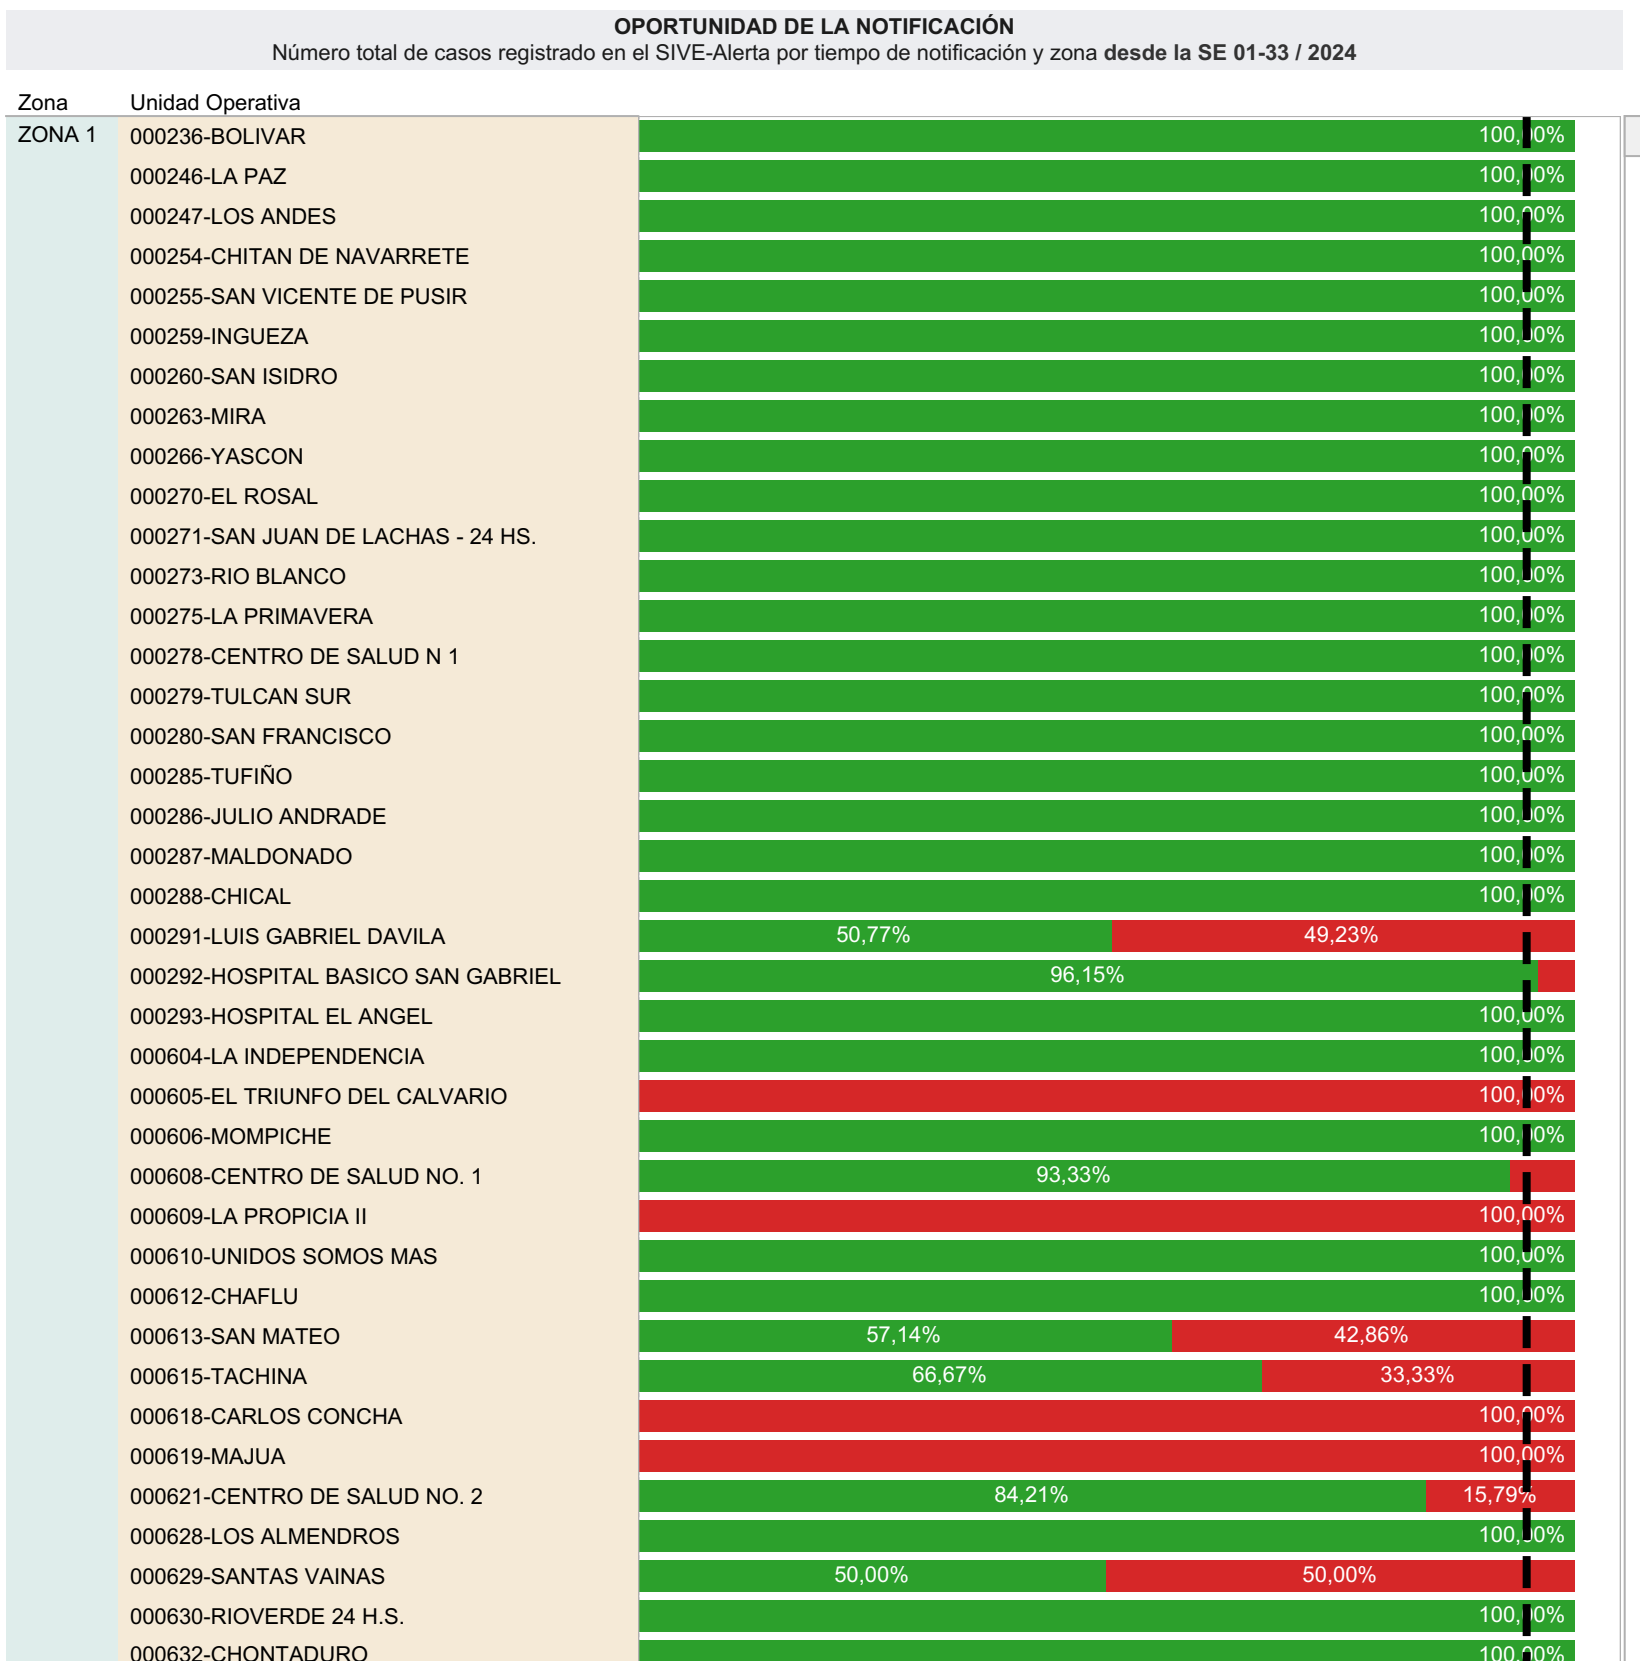 OPORTUNIDAD DE LA NOTIFICACIÓN
Número total de casos registrado en el SIVE-Alerta por tiempo de notificación y zona desde la SE 01-33 / 2024
Zona Unidad Operativa
ZONA 1 000236-BOLIVAR 100,00%
000246-LA PAZ 100,00%
000247-LOS ANDES 100,00%
000254-CHITAN DE NAVARRETE 100,00%
000255-SAN VICENTE DE PUSIR 100,00%
000259-INGUEZA 100,00%
000260-SAN ISIDRO 100,00%
000263-MIRA 100,00%
000266-YASCON 100,00%
000270-EL ROSAL 100,00%
000271-SAN JUAN DE LACHAS - 24 HS. 100,00%
000273-RIO BLANCO 100,00%
000275-LA PRIMAVERA 100,00%
000278-CENTRO DE SALUD N 1 100,00%
000279-TULCAN SUR 100,00%
000280-SAN FRANCISCO 100,00%
000285-TUFIÑO 100,00%
000286-JULIO ANDRADE 100,00%
000287-MALDONADO 100,00%
000288-CHICAL 100,00%
000291-LUIS GABRIEL DAVILA 50,77% 49,23%
000292-HOSPITAL BASICO SAN GABRIEL 96,15%
000293-HOSPITAL EL ANGEL 100,00%
000604-LA INDEPENDENCIA 100,00%
000605-EL TRIUNFO DEL CALVARIO 100,00%
000606-MOMPICHE 100,00%
000608-CENTRO DE SALUD NO. 1 93,33%
000609-LA PROPICIA II 100,00%
000610-UNIDOS SOMOS MAS 100,00%
000612-CHAFLU 100,00%
000613-SAN MATEO 57,14% 42,86%
000615-TACHINA 66,67% 33,33%
000618-CARLOS CONCHA 100,00%
000619-MAJUA 100,00%
000621-CENTRO DE SALUD NO. 2 84,21% 15,79%
000628-LOS ALMENDROS 100,00%
000629-SANTAS VAINAS 50,00% 50,00%
000630-RIOVERDE 24 H.S. 100,00%
000632-CHONTADURO 100,00%